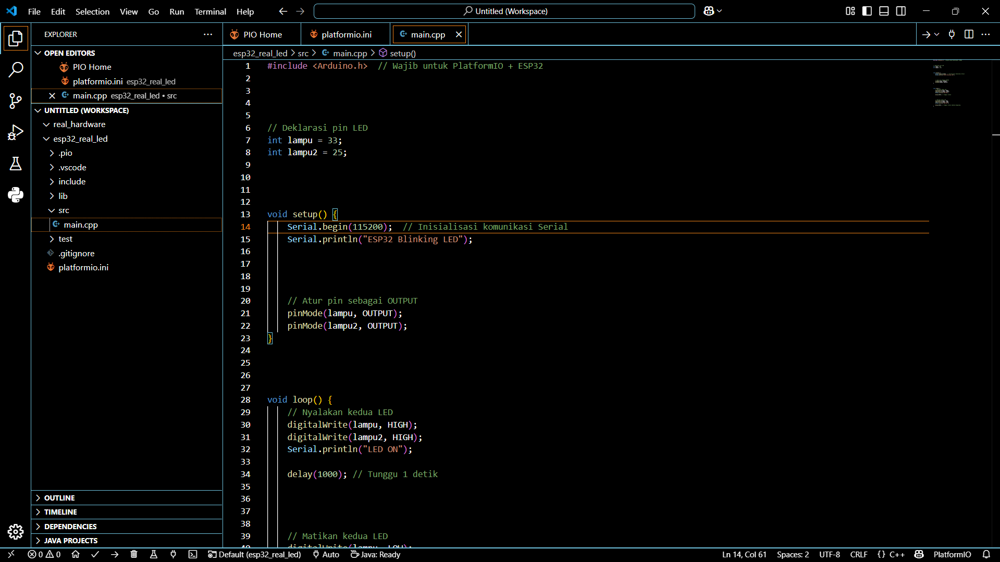 File Edit Selection View Go Run Terminal Help
Untitled (Workspace)
EXPLORER
OPEN EDITORS
PIO Home
platformio.ini esp32_real_led
main.cpp esp32_real_led • src
UNTITLED (WORKSPACE)
real_hardware
esp32_real_led
.pio
.vscode
include
lib
src
main.cpp
test
.gitignore
platformio.ini
OUTLINE
TIMELINE
DEPENDENCIES
JAVA PROJECTS
PIO Home platformio.ini main.cpp
esp32_real_led > src > main.cpp > setup()
1 #include <Arduino.h>  // Wajib untuk PlatformIO + ESP32
2
3
4
5
6 // Deklarasi pin LED
7 int lampu = 33;
8 int lampu2 = 25;
9
10
11
12
13 void setup() {
14     Serial.begin(115200);  // Inisialisasi komunikasi Serial
15     Serial.println("ESP32 Blinking LED");
16
17
18
19
20     // Atur pin sebagai OUTPUT
21     pinMode(lampu, OUTPUT);
22     pinMode(lampu2, OUTPUT);
23 }
24
25
26
27
28 void loop() {
29     // Nyalakan kedua LED
30     digitalWrite(lampu, HIGH);
31     digitalWrite(lampu2, HIGH);
32     Serial.println("LED ON");
33
34     delay(1000); // Tunggu 1 detik
35
36
37
38
39     // Matikan kedua LED
40     digitalWrite(lampu, LOW);
0 0 Default (esp32_real_led) Auto Java: Ready Ln 14, Col 61 Spaces: 2 UTF-8 CRLF {} C++ PlatformIO